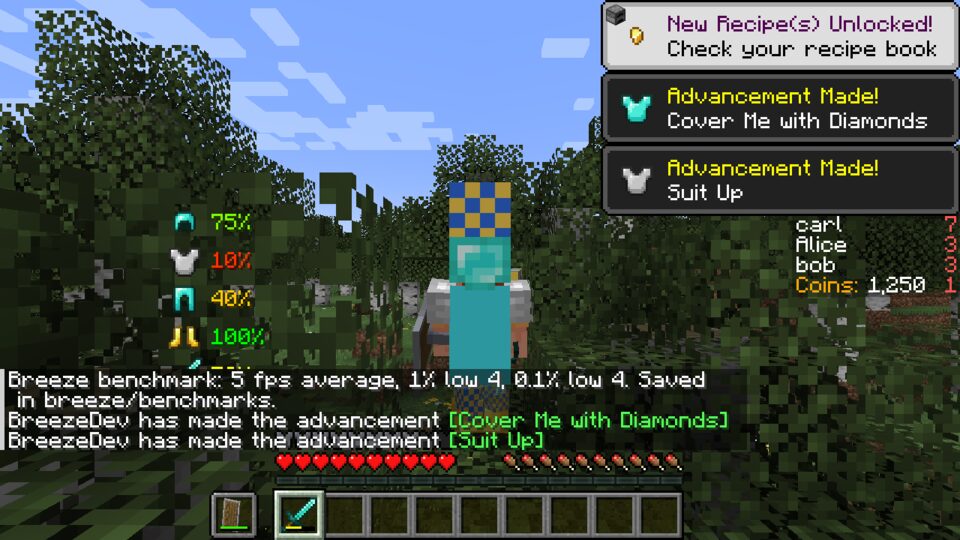 New Recipe(s) Unlocked!
Check your recipe book
Advancement Made!
Cover Me with Diamonds
Advancement Made!
Suit Up
carl 7
Alice 3
bob 3
Coins: 1,250 1
75%
10%
40%
100%
Breeze benchmark: 5 fps average, 1% low 4, 0.1% low 4. Saved
in breeze/benchmarks.
BreezeDev has made the advancement [Cover Me with Diamonds]
BreezeDev has made the advancement [Suit Up]